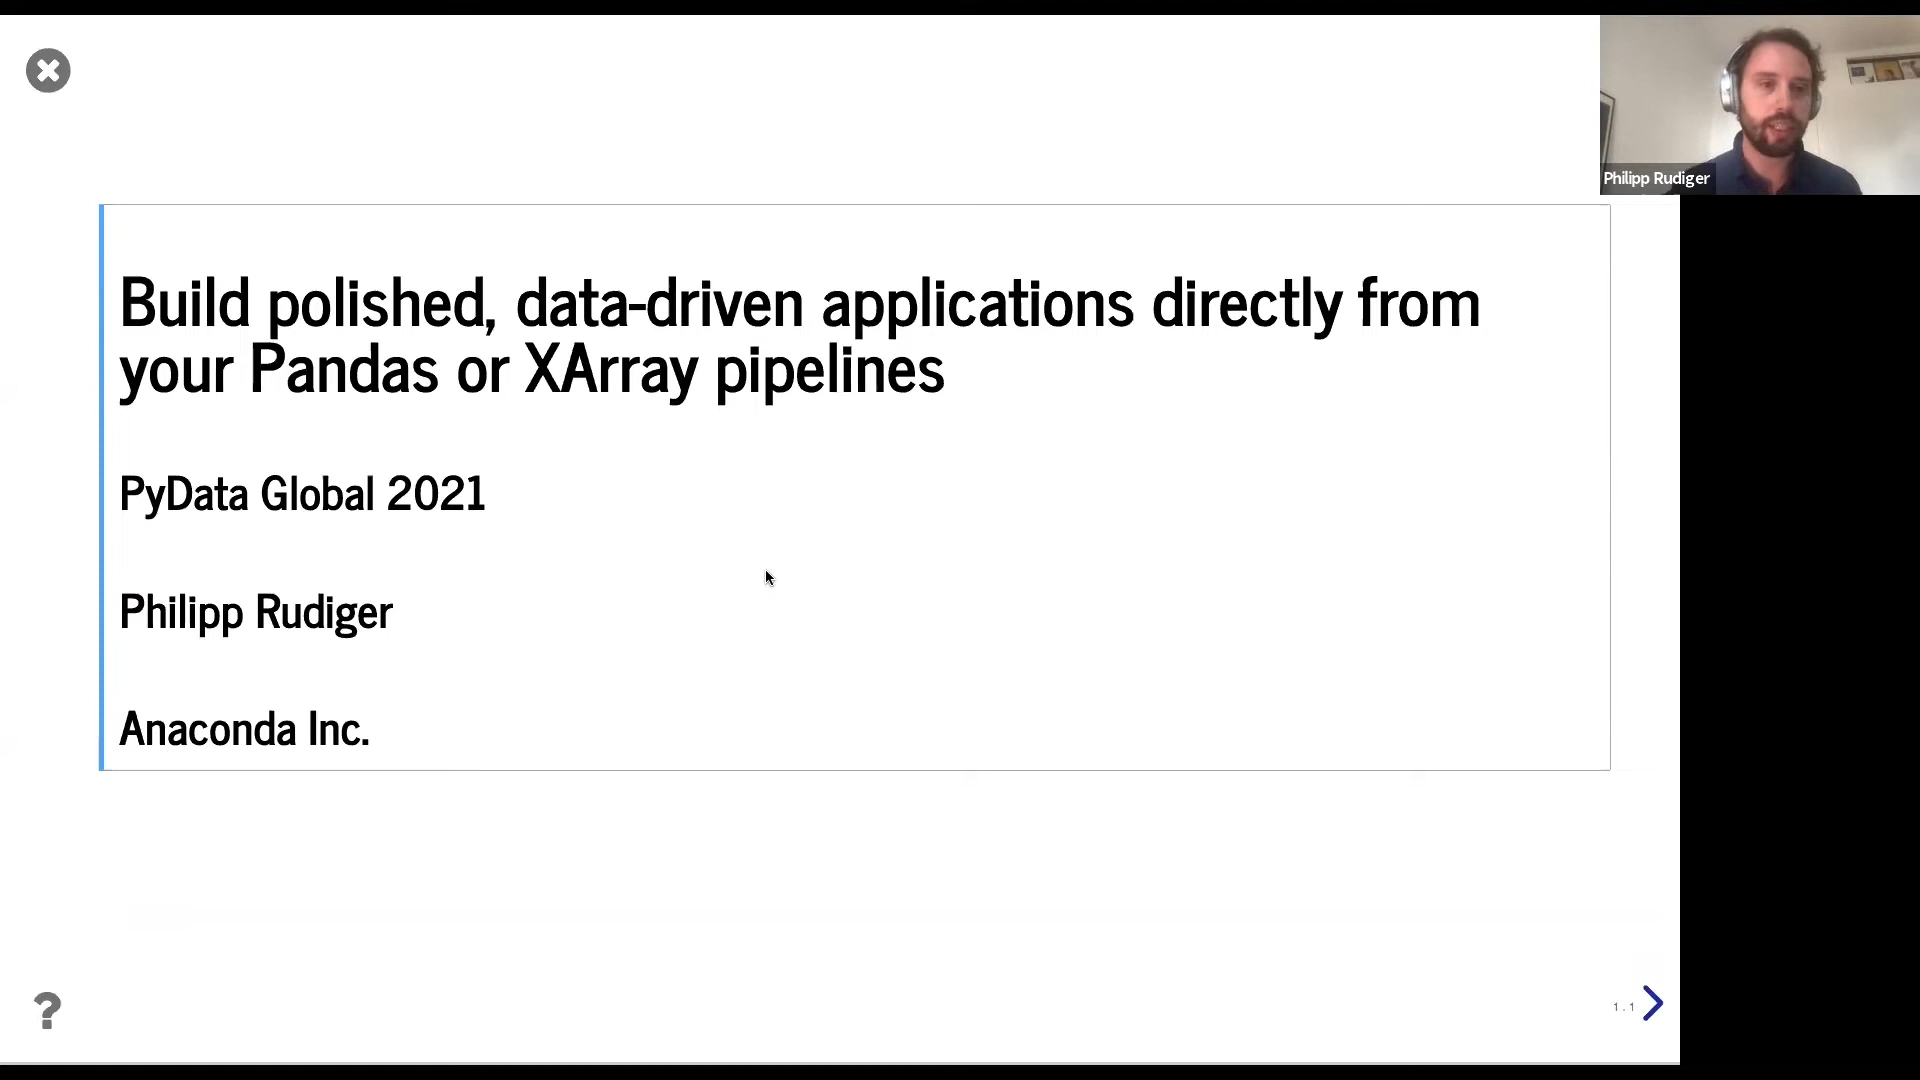 Philipp Rudiger
Build polished, data-driven applications directly from
your Pandas or XArray pipelines
PyData Global 2021
Philipp Rudiger
Anaconda Inc.
?
1.1